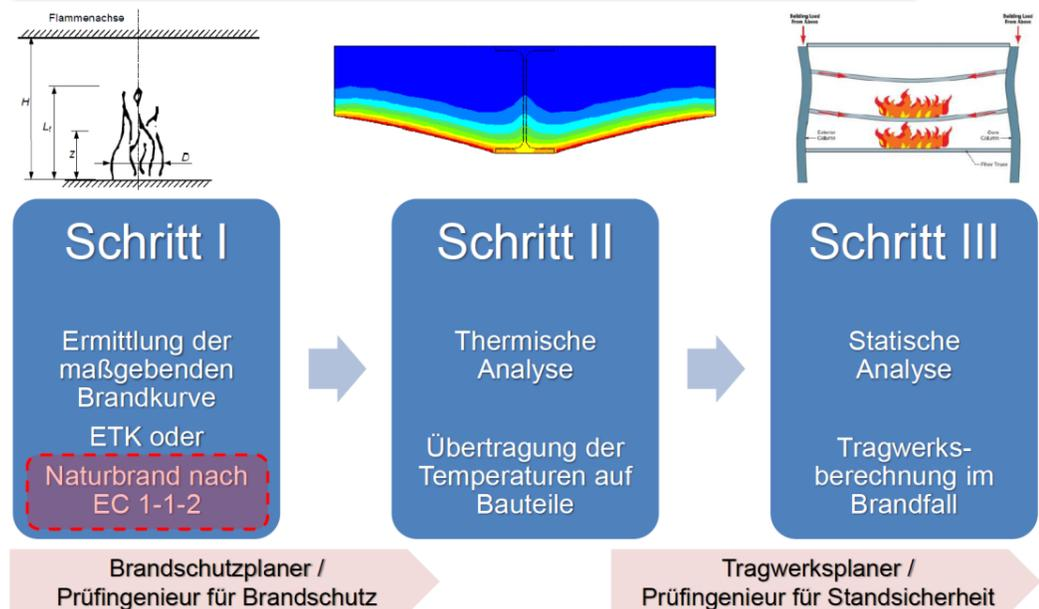 Flammenachse
H
Lf
z
D
Building Load
From Above
Building Load
From Above
Exterior
Column
Core
Column
Floor Truss
Schritt I
Ermittlung der
maßgebenden
Brandkurve
ETK oder
Naturbrand nach
EC 1-1-2
Schritt II
Thermische
Analyse
Übertragung der
Temperaturen auf
Bauteile
Schritt III
Statische
Analyse
Tragwerks-
berechnung im
Brandfall
Brandschutzplaner /
Prüfingenieur für Brandschutz
Tragwerksplaner /
Prüfingenieur für Standsicherheit